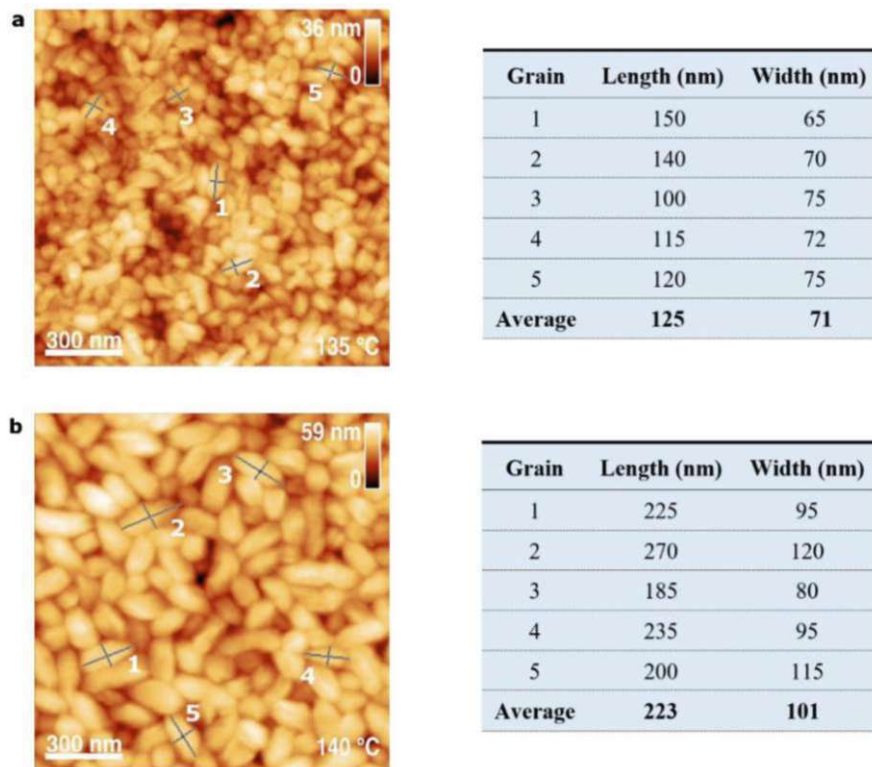 a
36 nm
0
5
3
4
1
2
300 nm
135 °C
Grain Length (nm) Width (nm)
1 150 65
2 140 70
3 100 75
4 115 72
5 120 75
Average 125 71
b
59 nm
0
3
2
1
4
5
300 nm
140 °C
Grain Length (nm) Width (nm)
1 225 95
2 270 120
3 185 80
4 235 95
5 200 115
Average 223 101